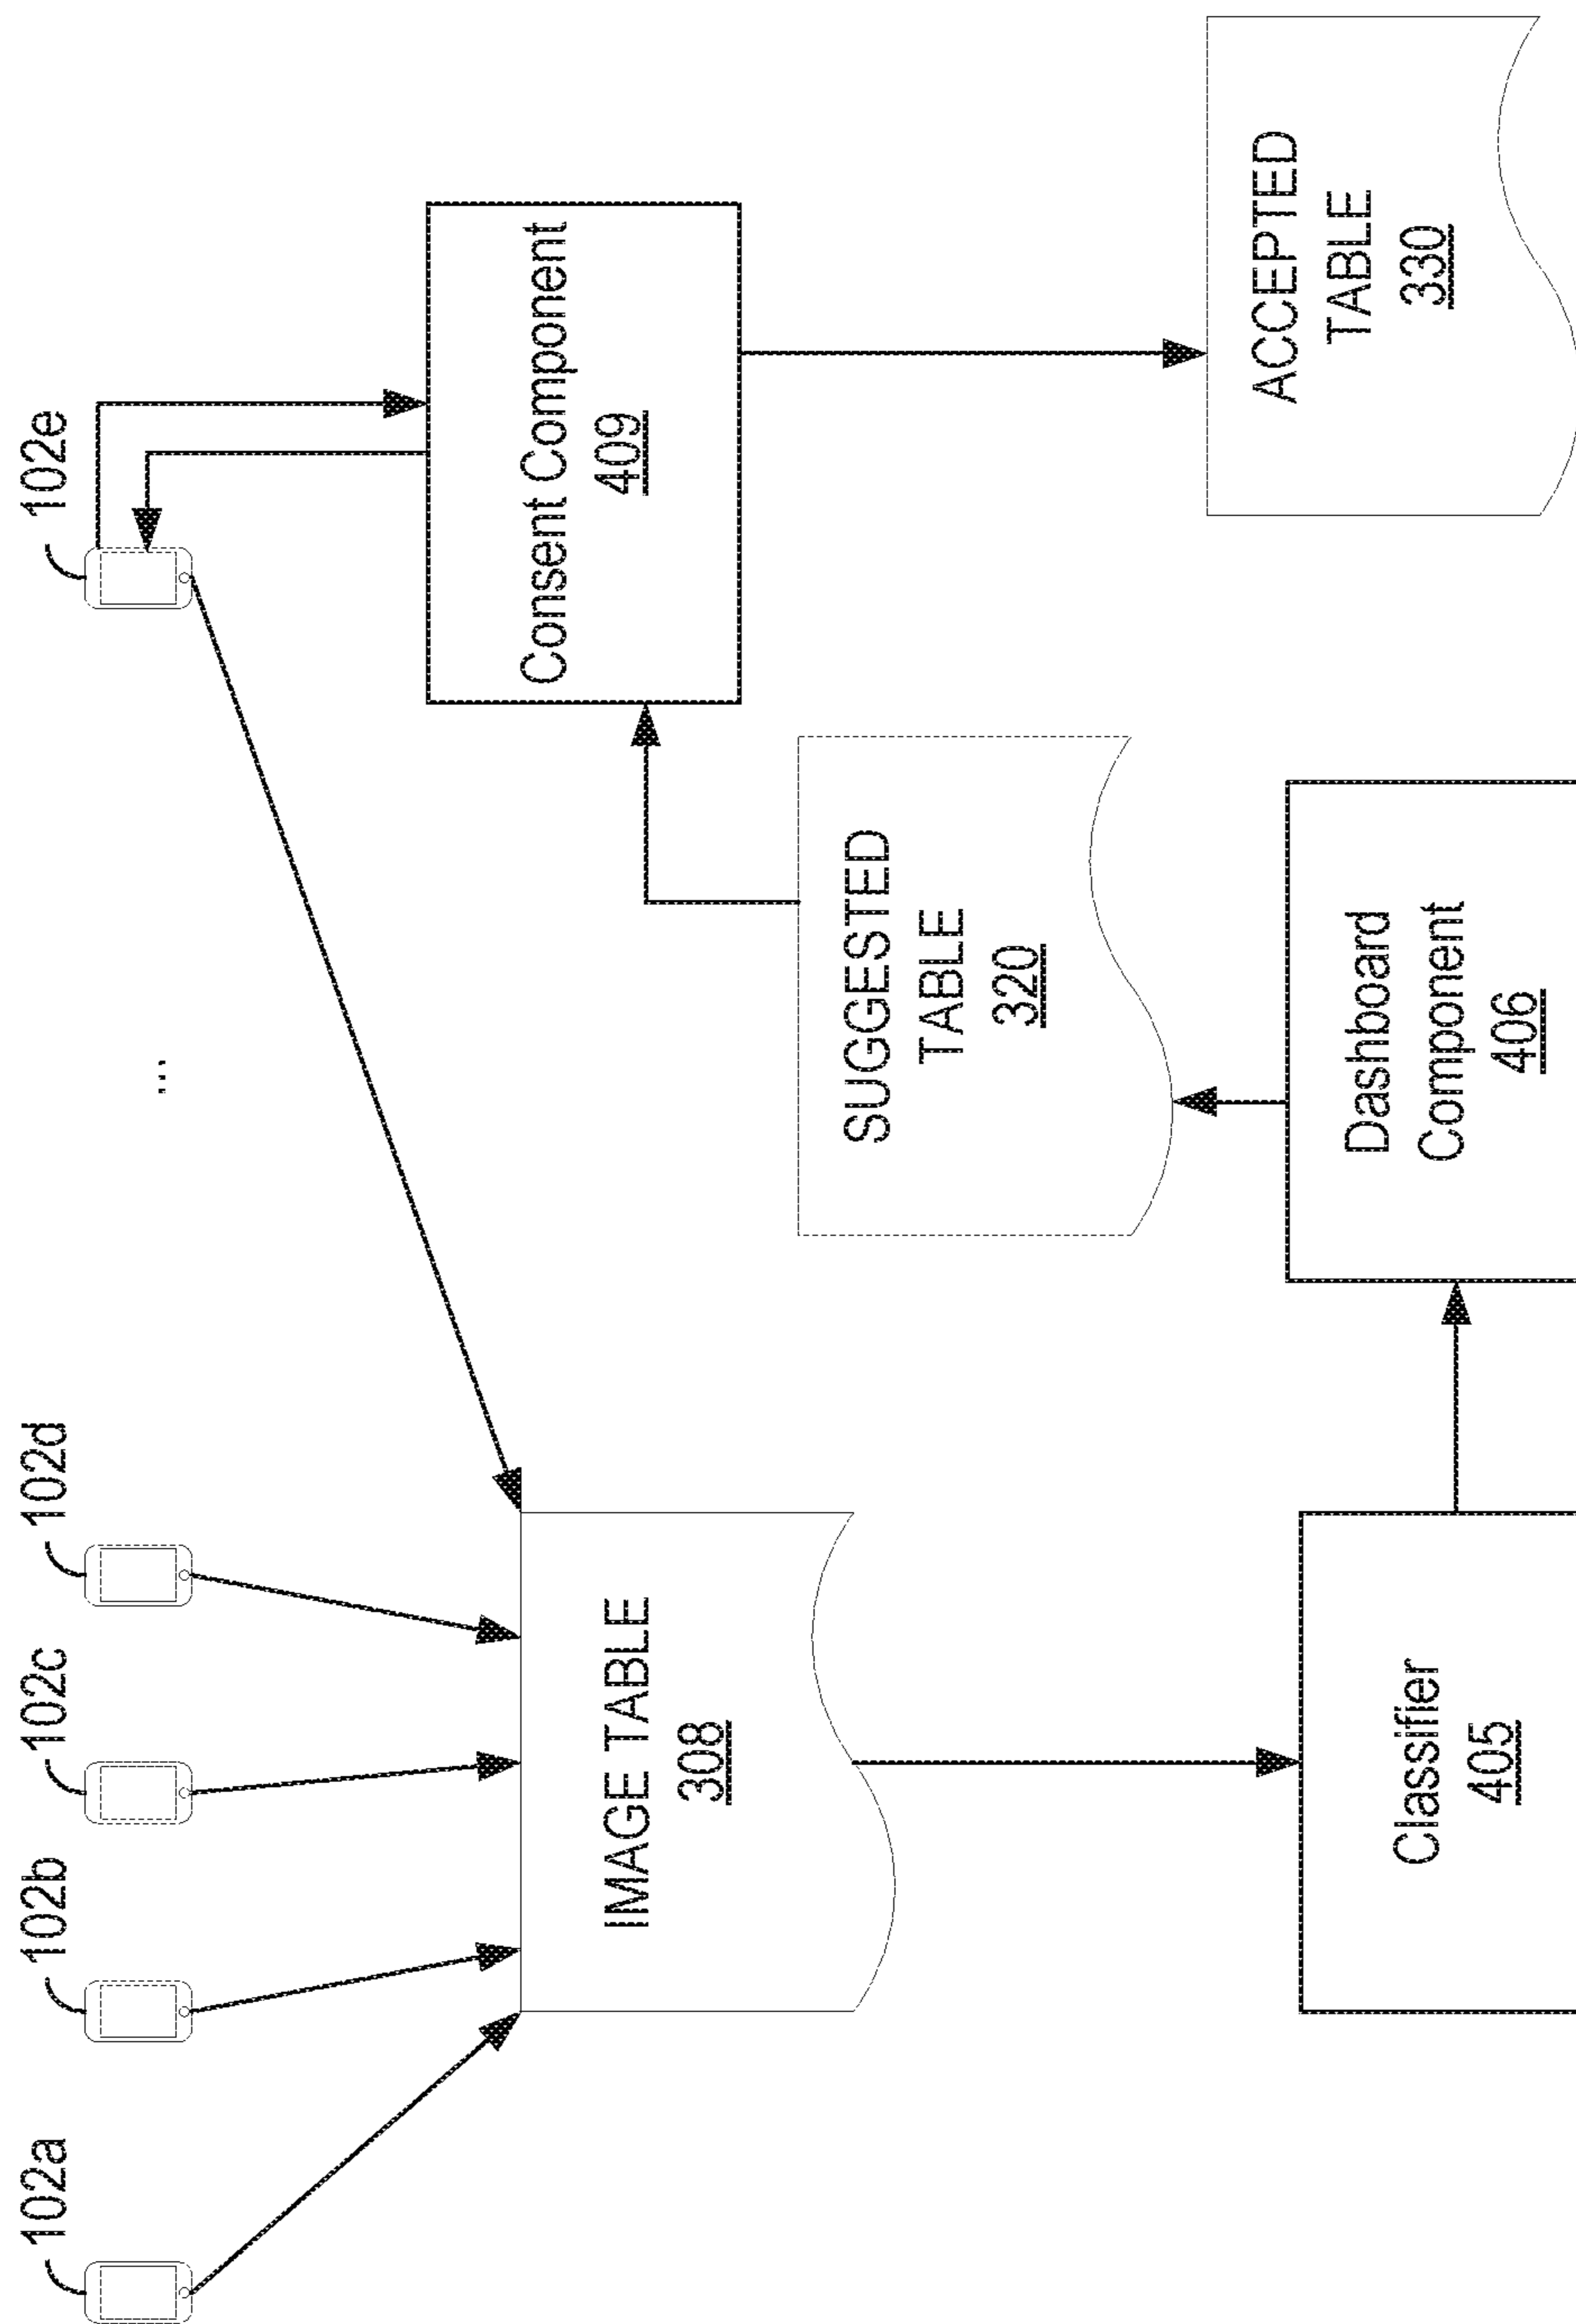 102a
102b
102c
102d
...
102e
IMAGE TABLE
308
Consent Component
409
SUGGESTED
TABLE
320
Classifier
405
Dashboard
Component
406
ACCEPTED
TABLE
330